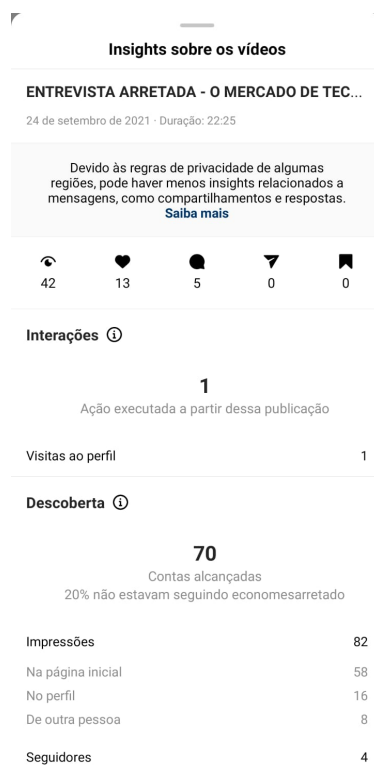 Insights sobre os vídeos
ENTREVISTA ARRETADA - O MERCADO DE TEC...
24 de setembro de 2021 · Duração: 22:25
Devido às regras de privacidade de algumas
regiões, pode haver menos insights relacionados a
mensagens, como compartilhamentos e respostas.
Saiba mais
42 13 5 0 0
Interações
1
Ação executada a partir dessa publicação
Visitas ao perfil 1
Descoberta
70
Contas alcançadas
20% não estavam seguindo economesarretado
Impressões 82
Na página inicial 58
No perfil 16
De outra pessoa 8
Seguidores 4